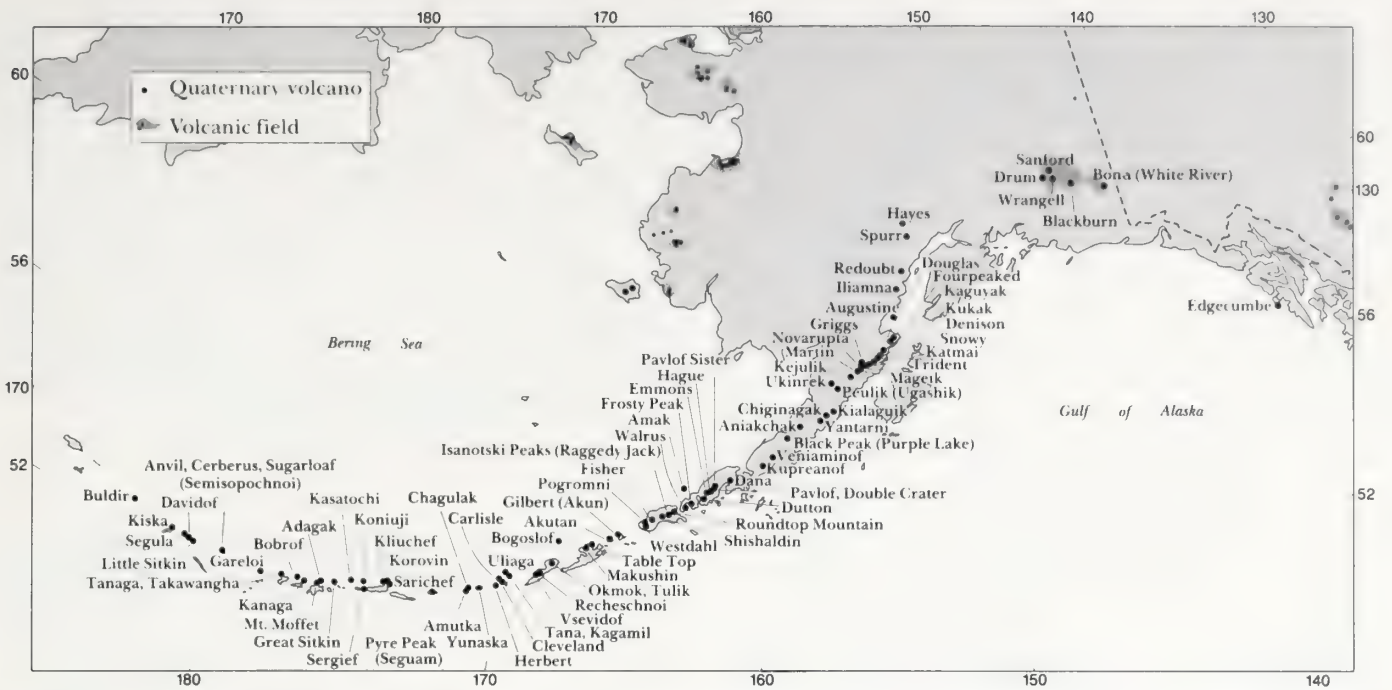 170
180
170
160
150
140
130
60
Quaternary volcano
Volcanic field
60
130
Sanford
Drum
Bona (White River)
Wrangell
Blackburn
Hayes
Spurr
56
Redoubt
Douglas
Fourpeaked
Iliamna
Kaguyak
Augustine
Kukak
Edgecumbe
56
Griggs
Denison
Novarupta
Snowy
Bering Sea
Martin
Katmai
Pavlof Sister
Kejulik
Trident
Hague
Ukinrek
Mageik
170
Emmons
Peulik (Ugashik)
Frosty Peak
Chiginagak
Kialaguik
Gulf of Alaska
Amak
Aniakchak
Yantarni
Walrus
Black Peak (Purple Lake)
Isanotski Peaks (Raggedy Jack)
Veniaminof
52
Anvil, Cerberus, Sugarloaf
(Semisopochnoi)
Fisher
Kupreanof
Pogromni
Dana
Buldir
Davidof
Kasatochi
Chagulak
Gilbert (Akun)
Pavlof, Double Crater
52
Dutton
Kiska
Adagak
Koniuji
Carlisle
Akutan
Roundtop Mountain
Segula
Bobrof
Kliuchef
Bogoslof
Westdahl
Shishaldin
Little Sitkin
Gareloi
Korovin
Uliaga
Table Top
Tanaga, Takawangha
Sarichef
Makushin
Okmok, Tulik
Kanaga
Recheschnoi
Mt. Moffet
Amutka
Vsevidof
Great Sitkin
Pyre Peak
(Seguam)
Yunaska
Tana, Kagamil
Cleveland
Sergief
Herbert
180
170
160
150
140